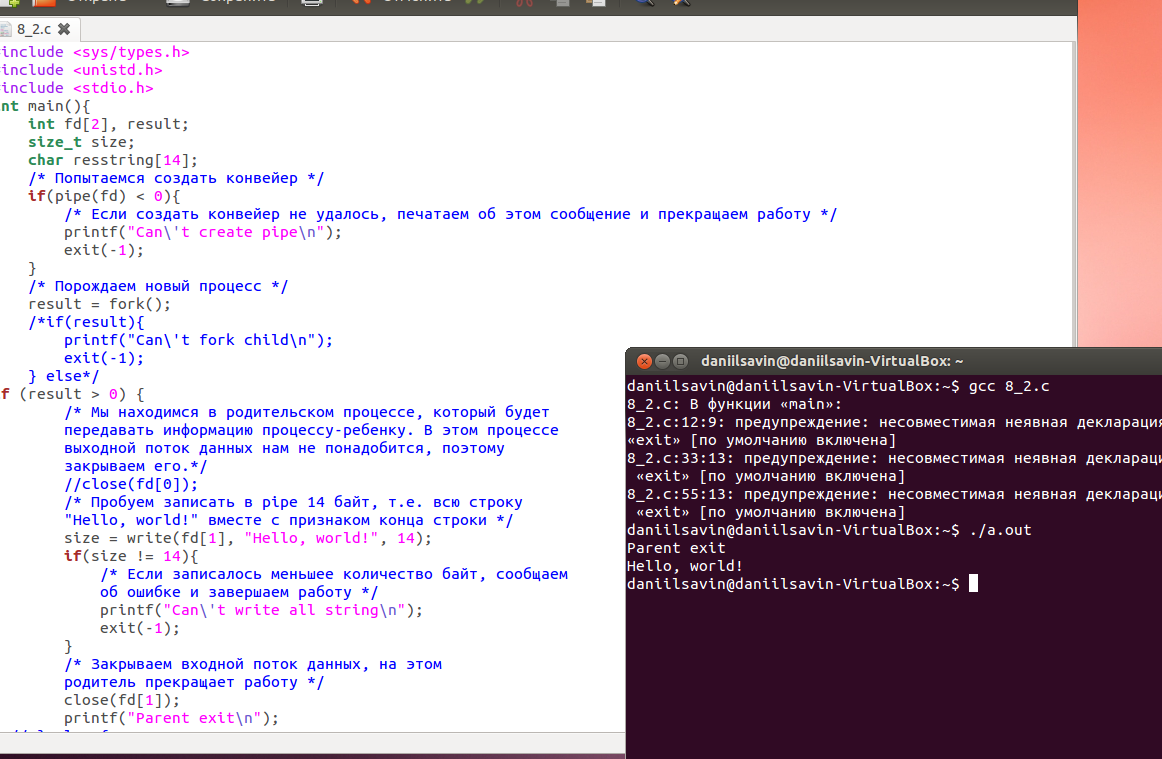 8_2.c
include <sys/types.h>
include <unistd.h>
include <stdio.h>
nt main(){
int fd[2], result;
size_t size;
char resstring[14];
/* Попытаемся создать конвейер */
if(pipe(fd) < 0){
/* Если создать конвейер не удалось, печатаем об этом сообщение и прекращаем работу */
printf("Can\'t create pipe\n");
exit(-1);
}
/* Порождаем новый процесс */
result = fork();
/*if(result){
printf("Can\'t fork child\n");
exit(-1);
} else*/
f (result > 0) {
/* Мы находимся в родительском процессе, который будет
передавать информацию процессу-ребенку. В этом процессе
выходной поток данных нам не понадобится, поэтому
закрываем его.*/
//close(fd[0]);
/* Пробуем записать в pipe 14 байт, т.е. всю строку
"Hello, world!" вместе с признаком конца строки */
size = write(fd[1], "Hello, world!", 14);
if(size != 14){
/* Если записалось меньшее количество байт, сообщаем
об ошибке и завершаем работу */
printf("Can\'t write all string\n");
exit(-1);
}
/* Закрываем входной поток данных, на этом
родитель прекращает работу */
close(fd[1]);
printf("Parent exit\n");
daniilsavin@daniilsavin-VirtualBox: ~
daniilsavin@daniilsavin-VirtualBox:~$ gcc 8_2.c
8_2.c: В функции «main»:
8_2.c:12:9: предупреждение: несовместимая неявная декларация
«exit» [по умолчанию включена]
8_2.c:33:13: предупреждение: несовместимая неявная деклараци
«exit» [по умолчанию включена]
8_2.c:55:13: предупреждение: несовместимая неявная деклараци
«exit» [по умолчанию включена]
daniilsavin@daniilsavin-VirtualBox:~$ ./a.out
Parent exit
Hello, world!
daniilsavin@daniilsavin-VirtualBox:~$